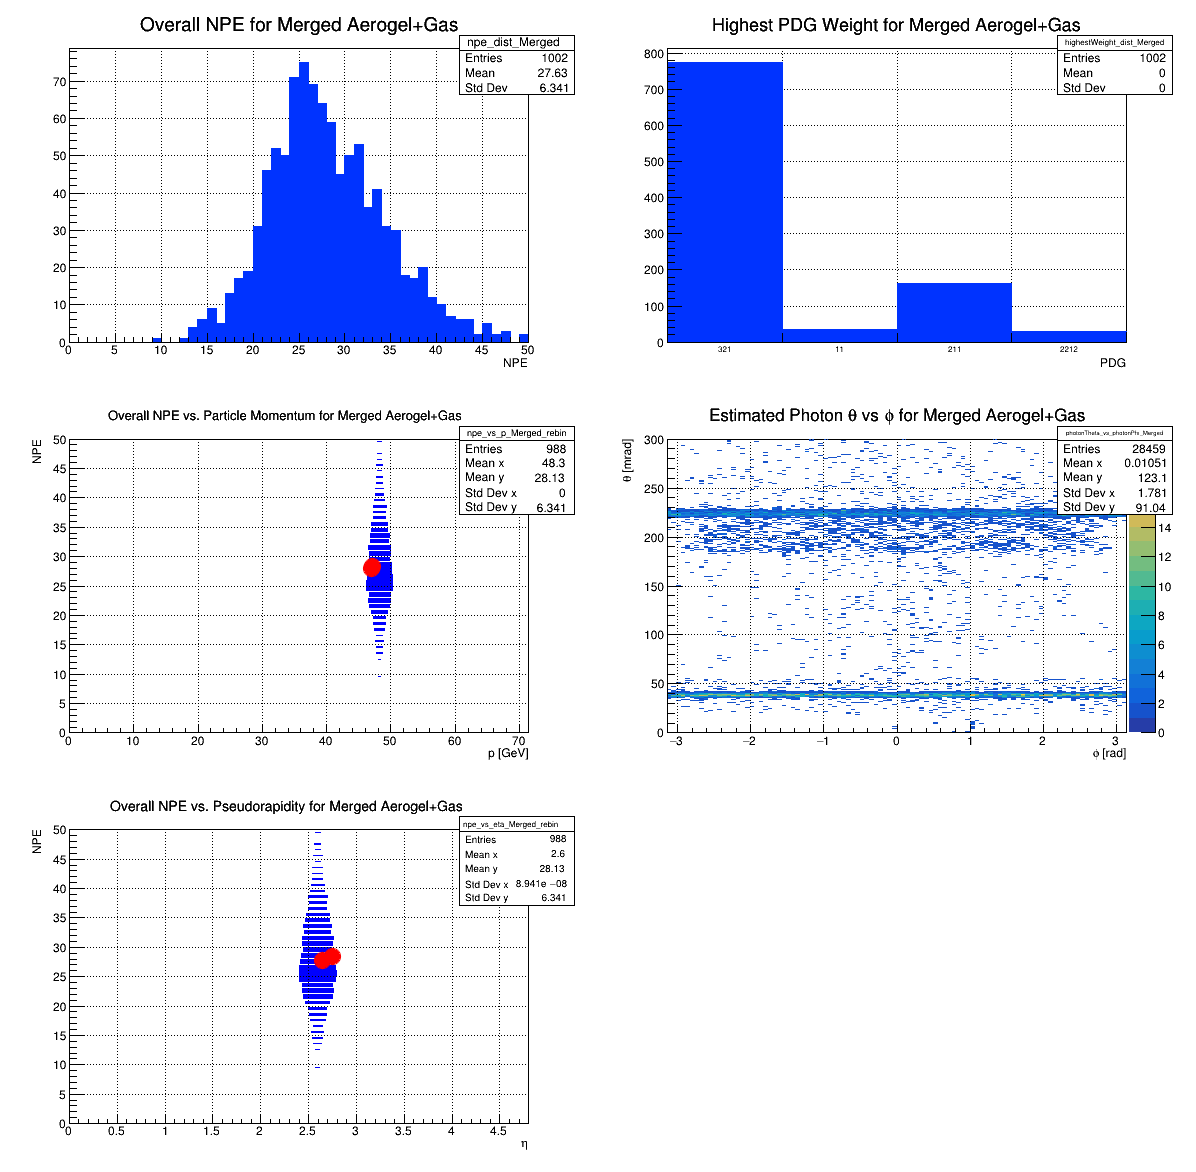 Overall NPE for Merged Aerogel+Gas
npe_dist_Merged
Entries 1002
Mean 27.63
Std Dev 6.341
70
60
50
40
30
20
10
0
0 5 10 15 20 25 30 35 40 45 50
NPE
Highest PDG Weight for Merged Aerogel+Gas
highestWeight_dist_Merged
Entries 1002
Mean 0
Std Dev 0
800
700
600
500
400
300
200
100
0
321 11 211 2212
PDG
Overall NPE vs. Particle Momentum for Merged Aerogel+Gas
npe_vs_p_Merged_rebin
Entries 988
Mean x 48.3
Mean y 28.13
Std Dev x 0
Std Dev y 6.341
NPE
50
45
40
35
30
25
20
15
10
5
0
0 10 20 30 40 50 60 70
p [GeV]
Estimated Photon θ vs ϕ for Merged Aerogel+Gas
photonTheta_vs_photonPhi_Merged
Entries 28459
Mean x 0.01051
Mean y 123.1
Std Dev x 1.781
Std Dev y 91.04
θ [mrad]
300
250
200
150
100
50
0
−3 −2 −1 0 1 2 3
ϕ [rad]
14
12
10
8
6
4
2
0
Overall NPE vs. Pseudorapidity for Merged Aerogel+Gas
npe_vs_eta_Merged_rebin
Entries 988
Mean x 2.6
Mean y 28.13
Std Dev x 8.941e −08
Std Dev y 6.341
NPE
50
45
40
35
30
25
20
15
10
5
0
0 0.5 1 1.5 2 2.5 3 3.5 4 4.5
η